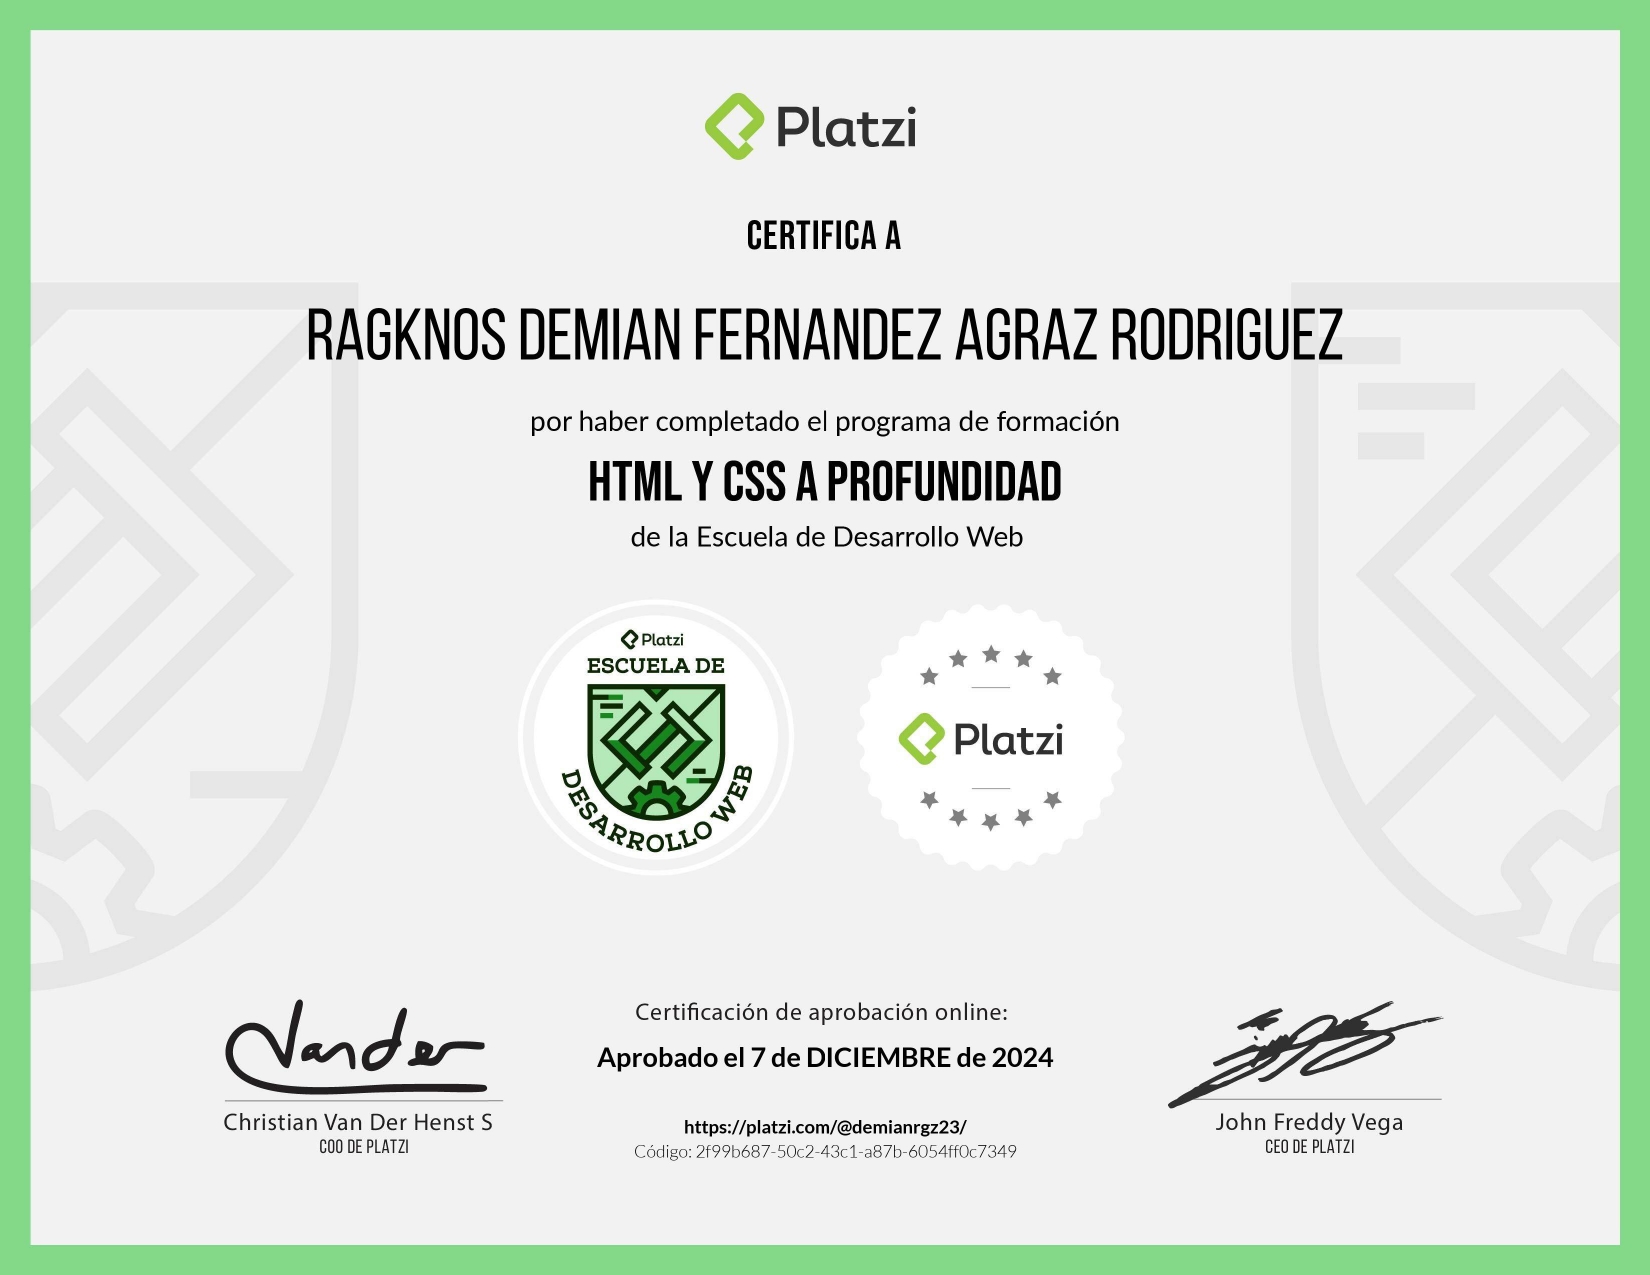 Platzi
CERTIFICA A
RAGKNOS DEMIAN FERNANDEZ AGRAZ RODRIGUEZ
por haber completado el programa de formación
HTML Y CSS A PROFUNDIDAD
de la Escuela de Desarrollo Web
Platzi
ESCUELA DE
DESARROLLO WEB
Platzi
Vander
Christian Van Der Henst S
COO DE PLATZI
Certificación de aprobación online:
Aprobado el 7 de DICIEMBRE de 2024
https://platzi.com/@demianrgz23/
Código: 2f99b687-50c2-43c1-a87b-6054ff0c7349
John Freddy Vega
CEO DE PLATZI